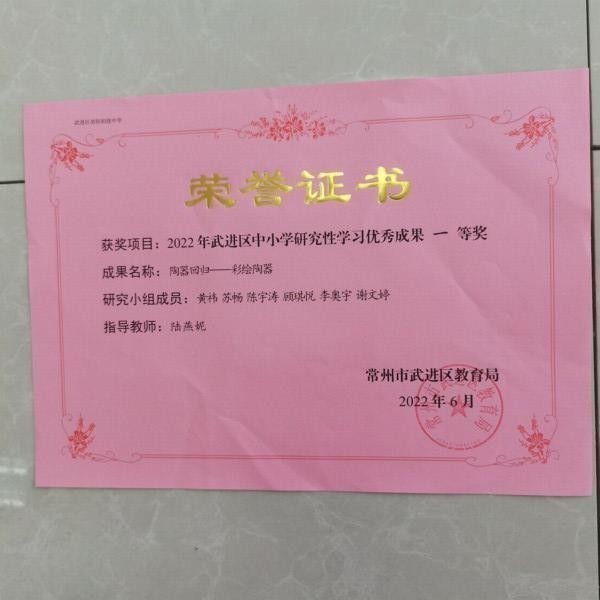 荣誉证书
获奖项目：2022年武进区中小学研究性学习优秀成果 一 等奖
成果名称：陶器回归——彩绘陶器
研究小组成员：黄祎 苏畅 陈宇涛 顾琪悦 李奥宇 谢文婷
指导教师：陆燕妮
常州市武进区教育局
2022年6月